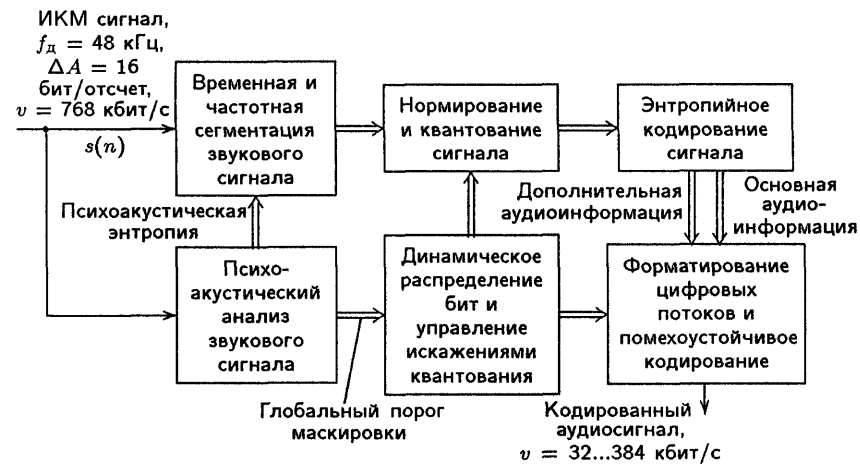 ИКМ сигнал,
fд = 48 кГц,
ΔA = 16
бит/отсчет,
v = 768 кбит/с
s(n)
Временная и
частотная
сегментация
звукового
сигнала
Нормирование
и квантование
сигнала
Энтропийное
кодирование
сигнала
Психоакустическая
энтропия
Дополнительная
аудиоинформация
Основная
аудио-
информация
Психо-
акустический
анализ
звукового
сигнала
Динамическое
распределение
бит и
управление
искажениями
квантования
Форматирование
цифровых
потоков и
помехоустойчивое
кодирование
Глобальный порог
маскировки
Кодированный
аудиосигнал,
v = 32...384 кбит/с